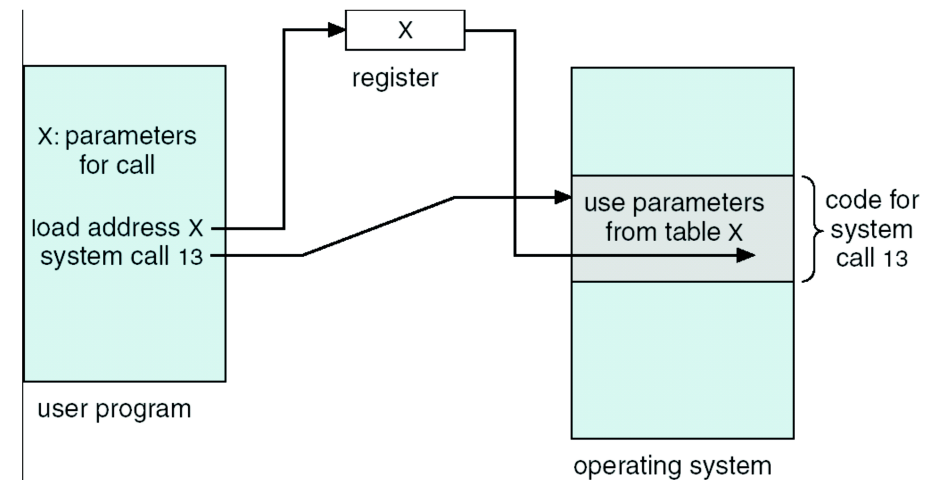 X
register
X: parameters
for call
load address X
system call 13
user program
use parameters
from table X
code for
system
call 13
operating system